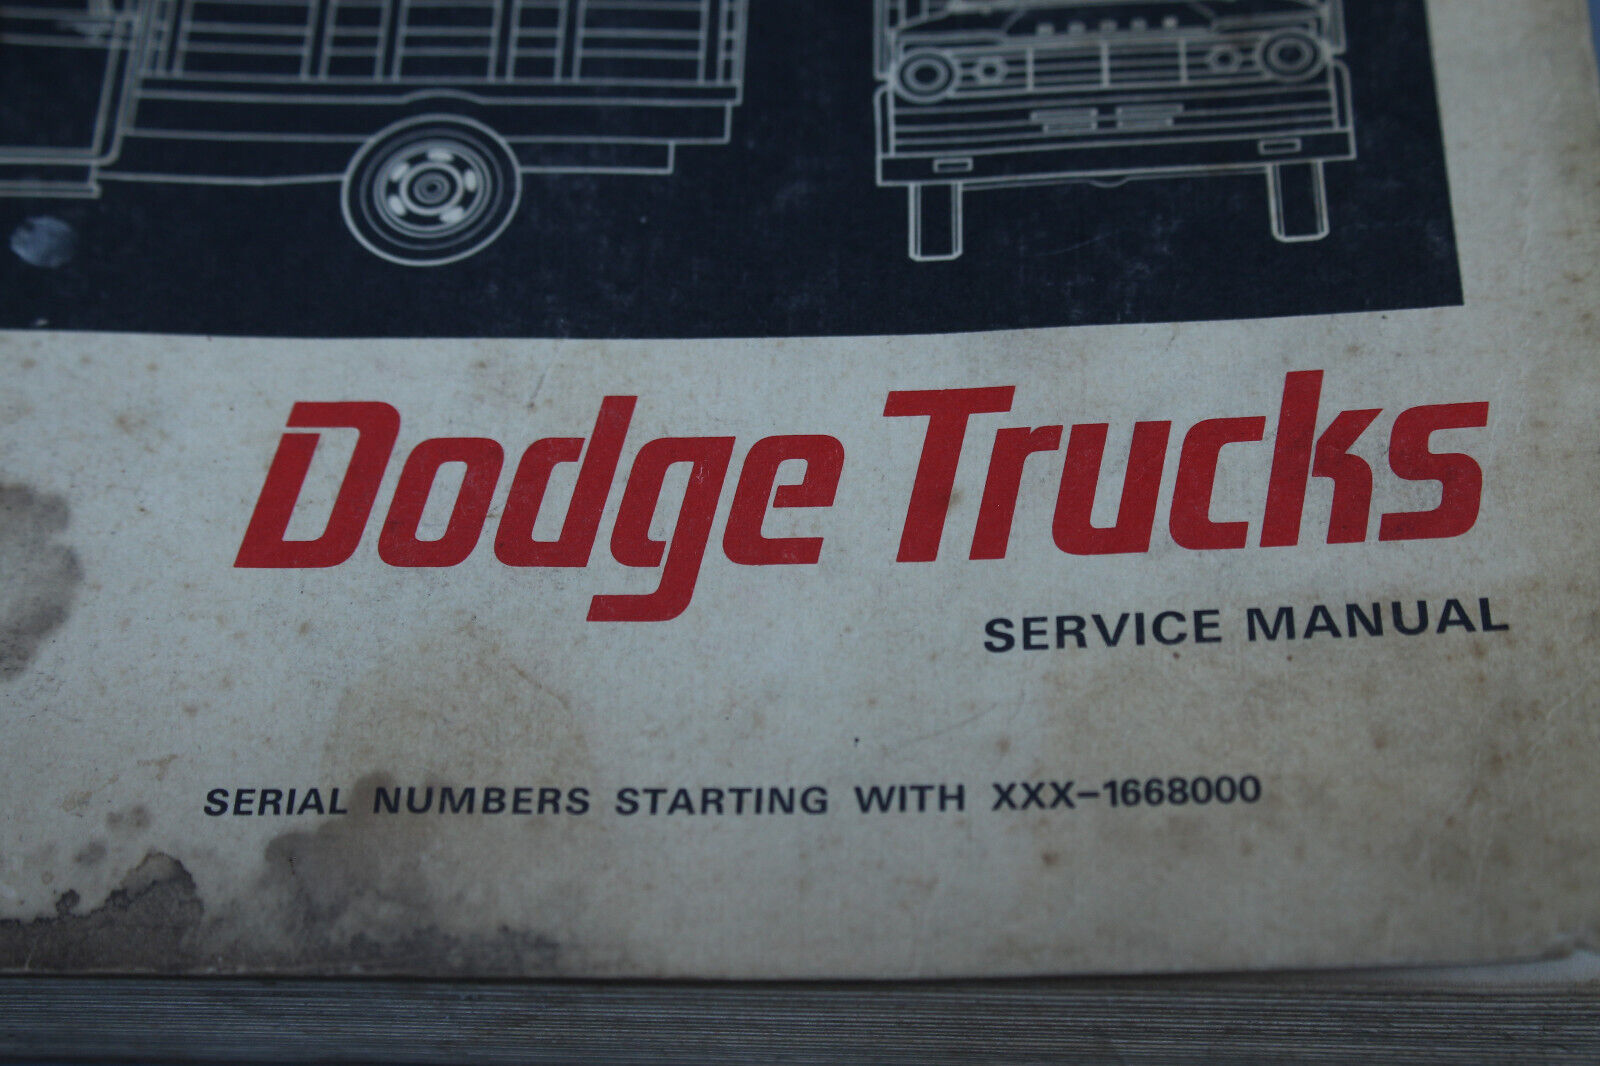 Dodge Trucks
SERVICE MANUAL
SERIAL NUMBERS STARTING WITH XXX-1668000